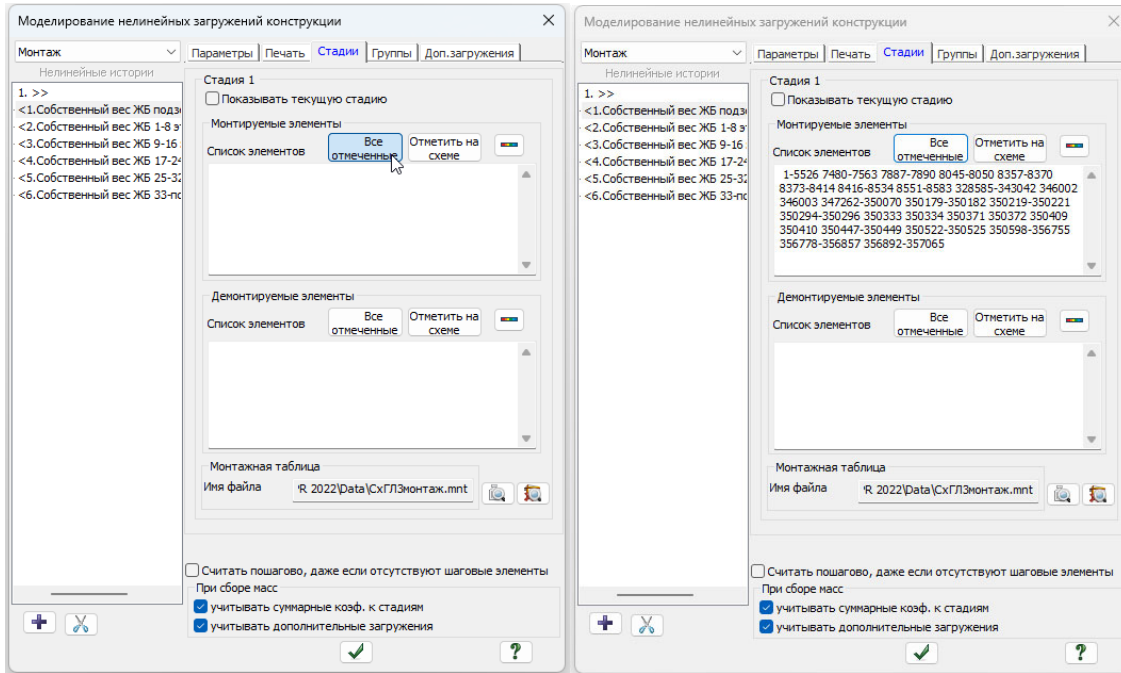 Моделирование нелинейных загружений конструкции
Монтаж
Параметры Печать Стадии Группы Доп.загружения
Нелинейные истории
1. >>
<1.Собственный вес ЖБ подз
<2.Собственный вес ЖБ 1-8 э
<3.Собственный вес ЖБ 9-16
<4.Собственный вес ЖБ 17-24
<5.Собственный вес ЖБ 25-32
<6.Собственный вес ЖБ 33-по
Стадия 1
Показывать текущую стадию
Монтируемые элементы
Список элементов
Все отмеченные
Отметить на схеме
Демонтируемые элементы
Список элементов
Все отмеченные
Отметить на схеме
Монтажная таблица
Имя файла
'R 2022\Data\СхГЛ3монтаж.mnt
Считать пошагово, даже если отсутствуют шаговые элементы
При сборе масс
учитывать суммарные коэф. к стадиям
учитывать дополнительные загружения
Моделирование нелинейных загружений конструкции
Монтаж
Параметры Печать Стадии Группы Доп.загружения
Нелинейные истории
1. >>
<1.Собственный вес ЖБ подз
<2.Собственный вес ЖБ 1-8 э
<3.Собственный вес ЖБ 9-16
<4.Собственный вес ЖБ 17-24
<5.Собственный вес ЖБ 25-32
<6.Собственный вес ЖБ 33-по
Стадия 1
Показывать текущую стадию
Монтируемые элементы
Список элементов
Все отмеченные
Отметить на схеме
1-5526 7480-7563 7887-7890 8045-8050 8357-8370
8373-8414 8416-8534 8551-8583 328585-343042 346002
346003 347262-350070 350179-350182 350219-350221
350294-350296 350333 350334 350371 350372 350409
350410 350447-350449 350522-350525 350598-356755
356778-356857 356892-357065
Демонтируемые элементы
Список элементов
Все отмеченные
Отметить на схеме
Монтажная таблица
Имя файла
'R 2022\Data\СхГЛ3монтаж.mnt
Считать пошагово, даже если отсутствуют шаговые элементы
При сборе масс
учитывать суммарные коэф. к стадиям
учитывать дополнительные загружения